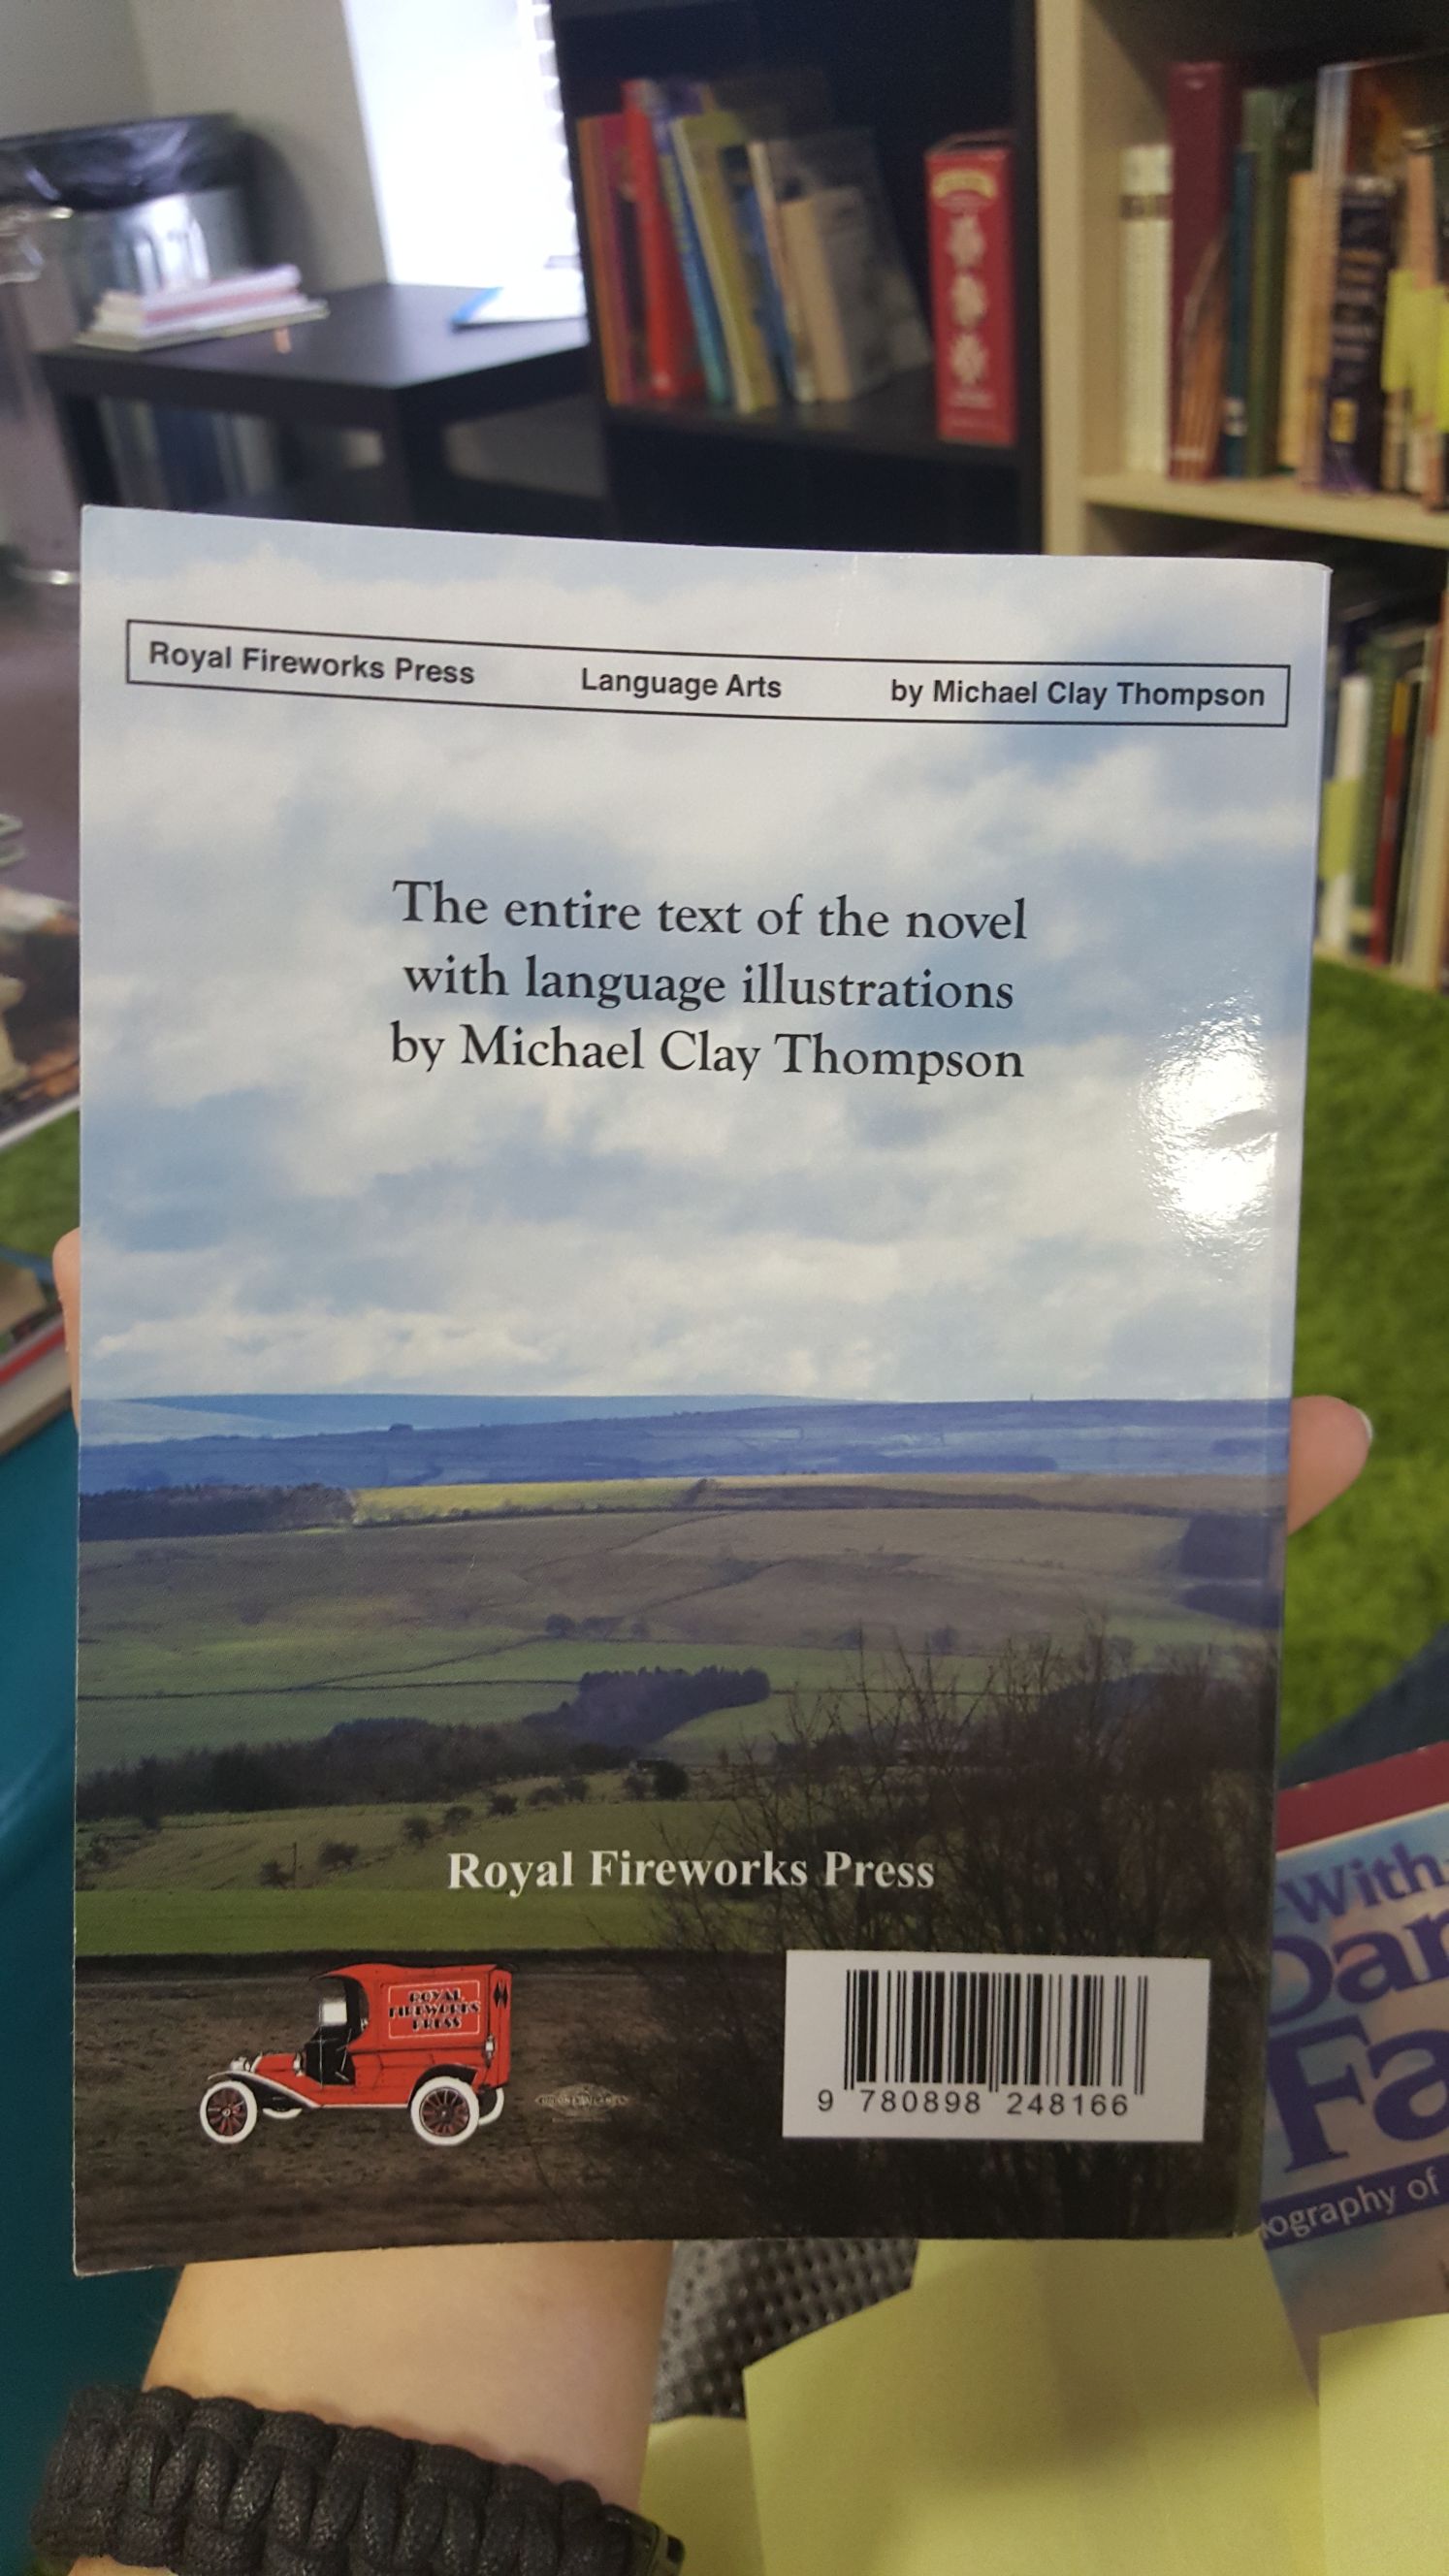 Royal Fireworks Press Language Arts by Michael Clay Thompson
The entire text of the novel
with language illustrations
by Michael Clay Thompson
Royal Fireworks Press
ROYAL
FIREWORKS
PRESS
9 780898 248166
With
ography of